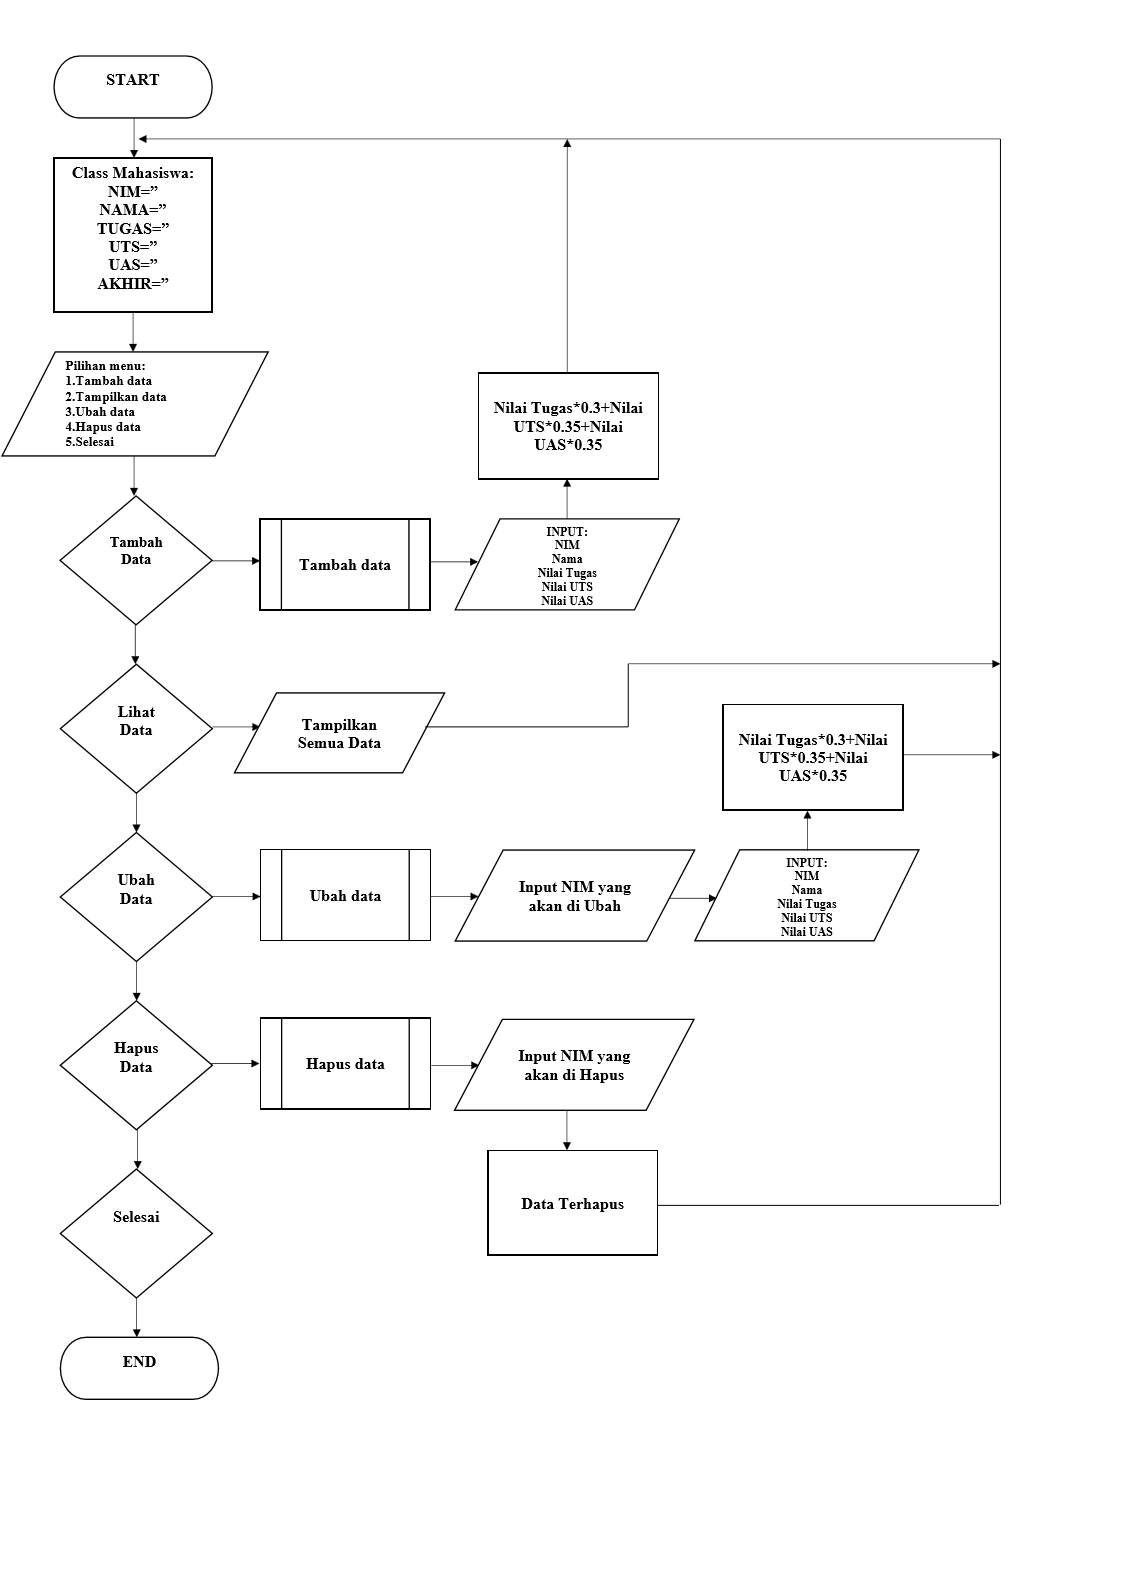 START
Class Mahasiswa:
NIM=”
NAMA=”
TUGAS=”
UTS=”
UAS=”
AKHIR=”
Pilihan menu:
1.Tambah data
2.Tampilkan data
3.Ubah data
4.Hapus data
5.Selesai
Nilai Tugas*0.3+Nilai
UTS*0.35+Nilai
UAS*0.35
Tambah
Data
Tambah data
INPUT:
NIM
Nama
Nilai Tugas
Nilai UTS
Nilai UAS
Lihat
Data
Tampilkan
Semua Data
Nilai Tugas*0.3+Nilai
UTS*0.35+Nilai
UAS*0.35
Ubah
Data
Ubah data
Input NIM yang
akan di Ubah
INPUT:
NIM
Nama
Nilai Tugas
Nilai UTS
Nilai UAS
Hapus
Data
Hapus data
Input NIM yang
akan di Hapus
Data Terhapus
Selesai
END